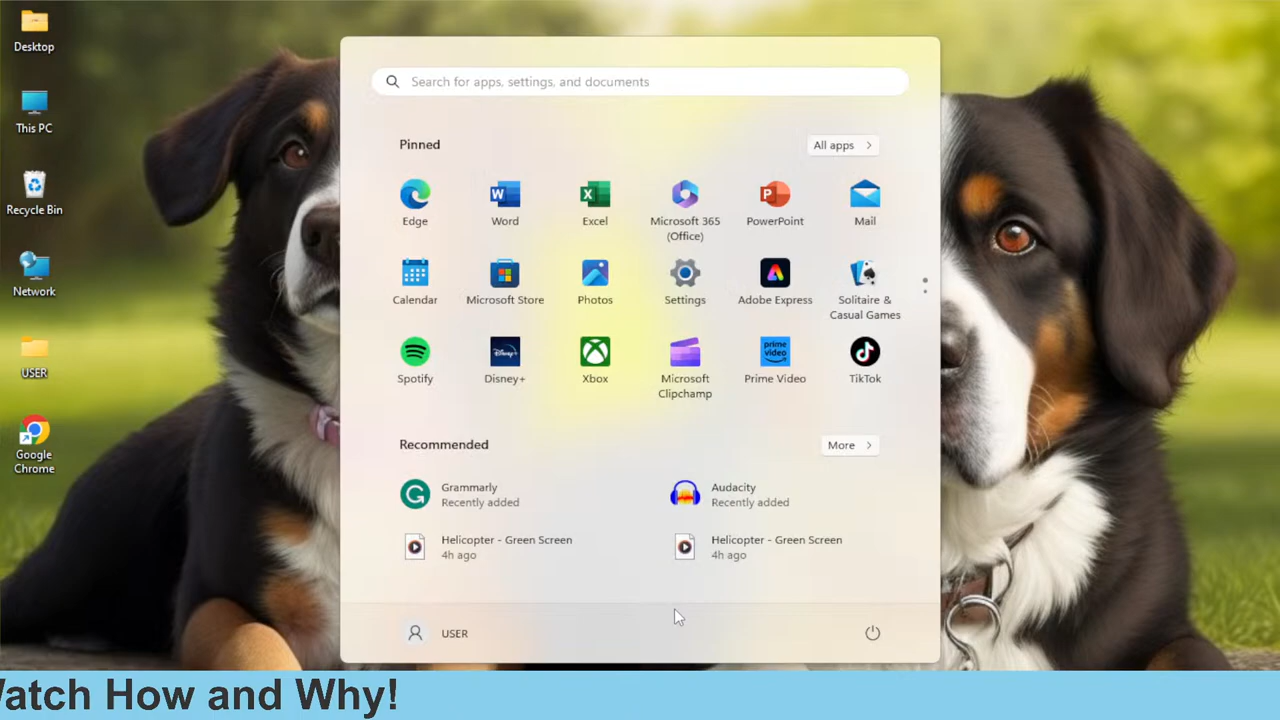 Desktop
This PC
Recycle Bin
Network
USER
Google
Chrome
Search for apps, settings, and documents
Pinned
All apps
Edge
Word
Excel
Microsoft 365
(Office)
PowerPoint
Mail
Calendar
Microsoft Store
Photos
Settings
Adobe Express
Solitaire &
Casual Games
Spotify
Disney+
Xbox
Microsoft
Clipchamp
prime
video
Prime Video
TikTok
Recommended
More
Grammarly
Recently added
Audacity
Recently added
Helicopter - Green Screen
4h ago
Helicopter - Green Screen
4h ago
USER
Watch How and Why!